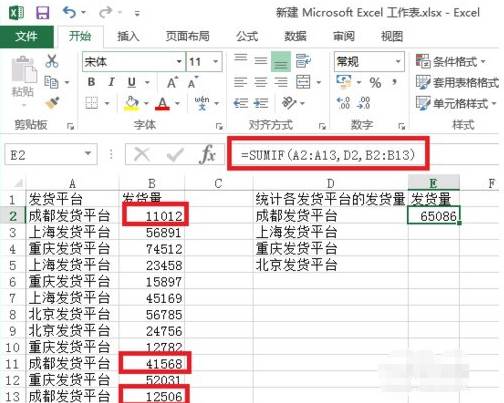 新建 Microsoft Excel 工作表.xlsx - Excel
文件 开始 插入 页面布局 公式 数据 审阅 视图
宋体 11 常规 条件格式
粘贴 B I U A A % 套用表格格式
A wén 文 .00 单元格样式
剪贴板 字体 对齐方式 数字 样式
E2 fx =SUMIF(A2:A13,D2,B2:B13)
A B C D E
1 发货平台 发货量 统计各发货平台的发货量 发货量
2 成都发货平台 11012 成都发货平台 65086
3 上海发货平台 56891 上海发货平台
4 重庆发货平台 74512 重庆发货平台
5 上海发货平台 23458 北京发货平台
6 重庆发货平台 15897
7 上海发货平台 45169
8 北京发货平台 56785
9 北京发货平台 24756
10 重庆发货平台 12782
11 成都发货平台 41568
12 重庆发货平台 52031
13 成都发货平台 12506